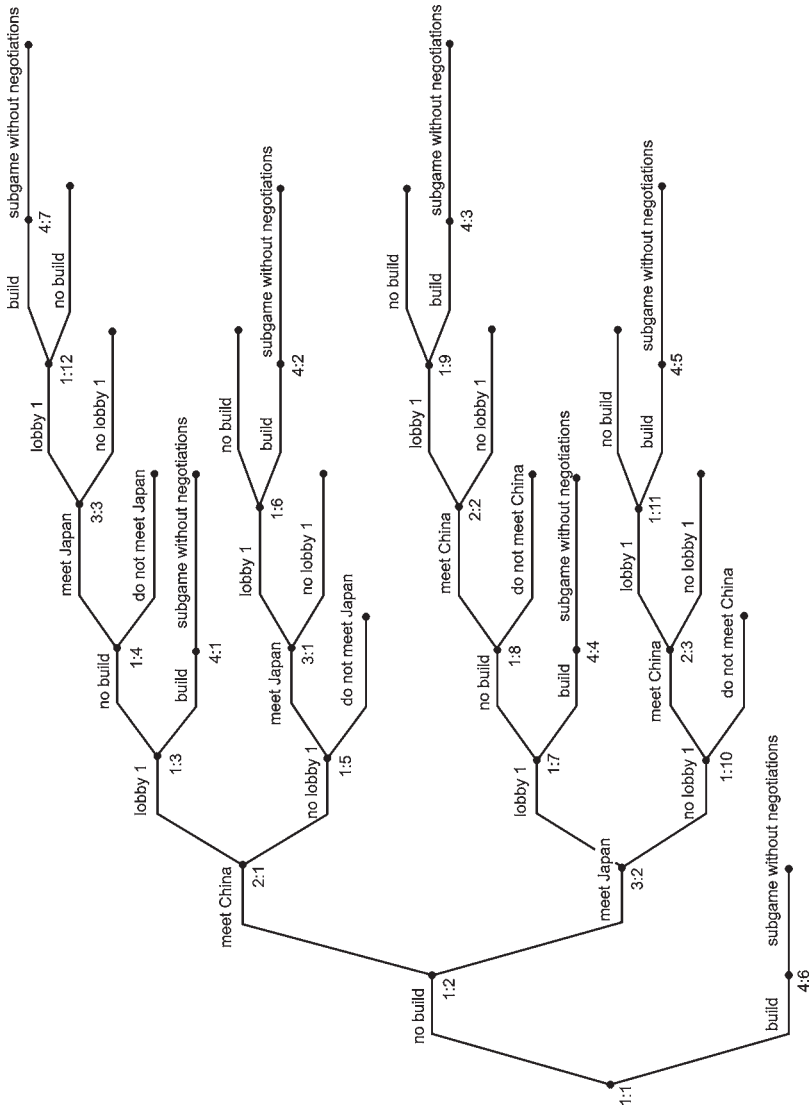 subgame without negotiations
4:7
build
no build
1:12
lobby 1
no lobby 1
meet Japan
3:3
do not meet Japan
no build
1:4
subgame without negotiations
build
4:1
lobby 1
1:3
no build
subgame without negotiations
build
4:2
1:6
lobby 1
no lobby 1
meet Japan
3:1
do not meet Japan
no lobby 1
1:5
meet China
2:1
no build
subgame without negotiations
build
4:3
1:9
lobby 1
no lobby 1
meet China
2:2
do not meet China
no build
1:8
subgame without negotiations
build
4:4
lobby 1
1:7
no build
subgame without negotiations
build
4:5
1:11
lobby 1
no lobby 1
meet China
2:3
do not meet China
no lobby 1
1:10
meet Japan
3:2
no build
1:2
subgame without negotiations
build
4:6
1:1